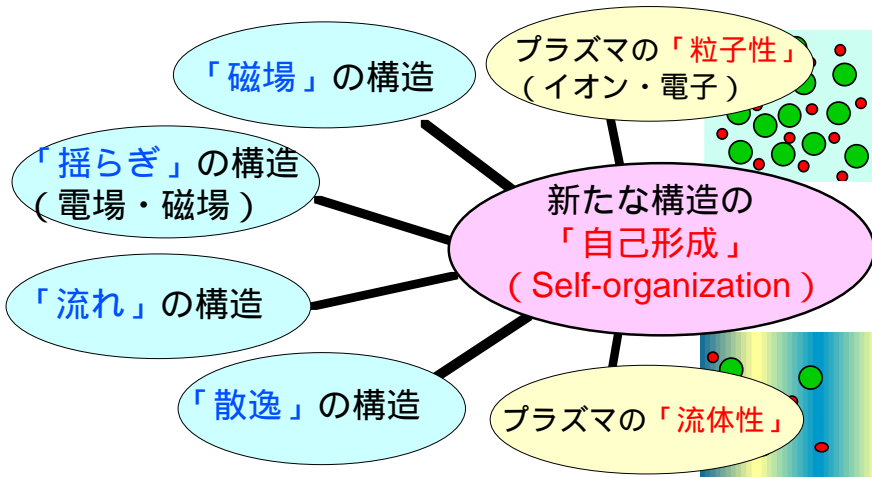 「磁場」の構造
プラズマの「粒子性」
(イオン・電子)
「揺らぎ」の構造
(電場・磁場)
新たな構造の
「自己形成」
(Self-organization)
「流れ」の構造
「散逸」の構造
プラズマの「流体性」